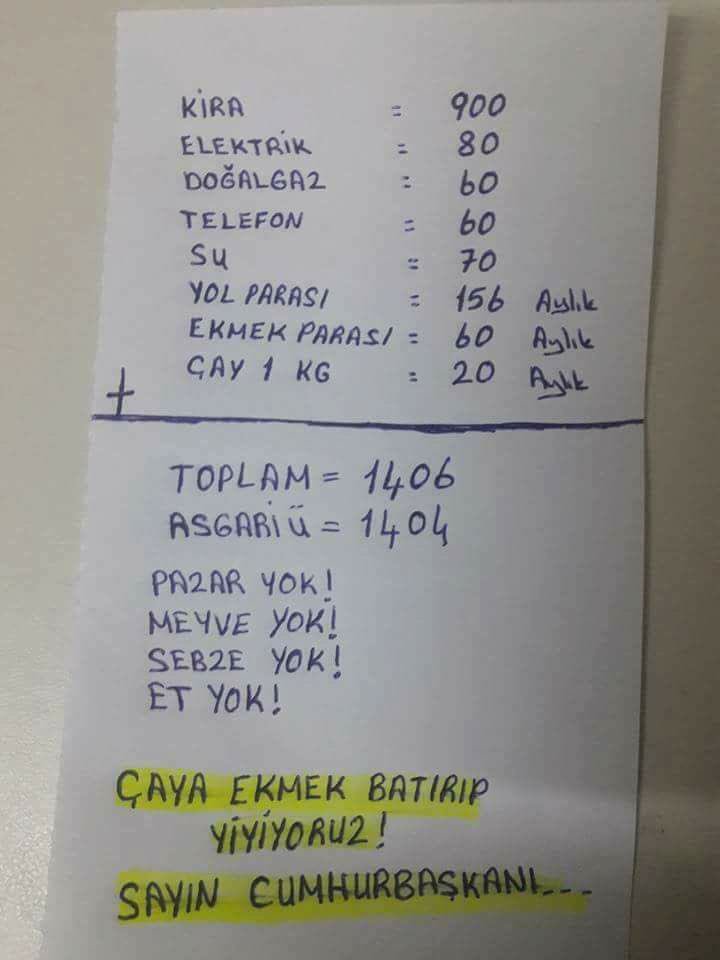 KİRA = 900
ELEKTRİK = 80
DOĞALGAZ = 60
TELEFON = 60
SU = 70
YOL PARASI = 156 Aylık
EKMEK PARASI = 60 Aylık
ÇAY 1 KG = 20 Aylık
+
TOPLAM = 1406
ASGARİ Ü = 1404
PAZAR YOK!
MEYVE YOK!
SEBZE YOK!
ET YOK!
ÇAYA EKMEK BATIRIP
YİYİYORUZ!
SAYIN CUMHURBAŞKANI...